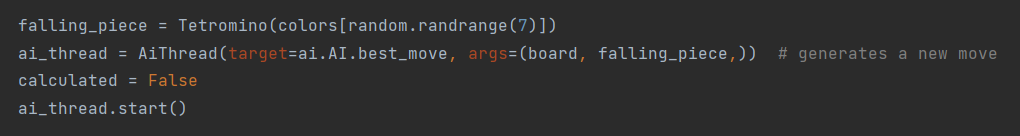 falling_piece = Tetromino(colors[random.randrange(7)])
ai_thread = AiThread(target=ai.AI.best_move, args=(board, falling_piece,))  # generates a new move
calculated = False
ai_thread.start()